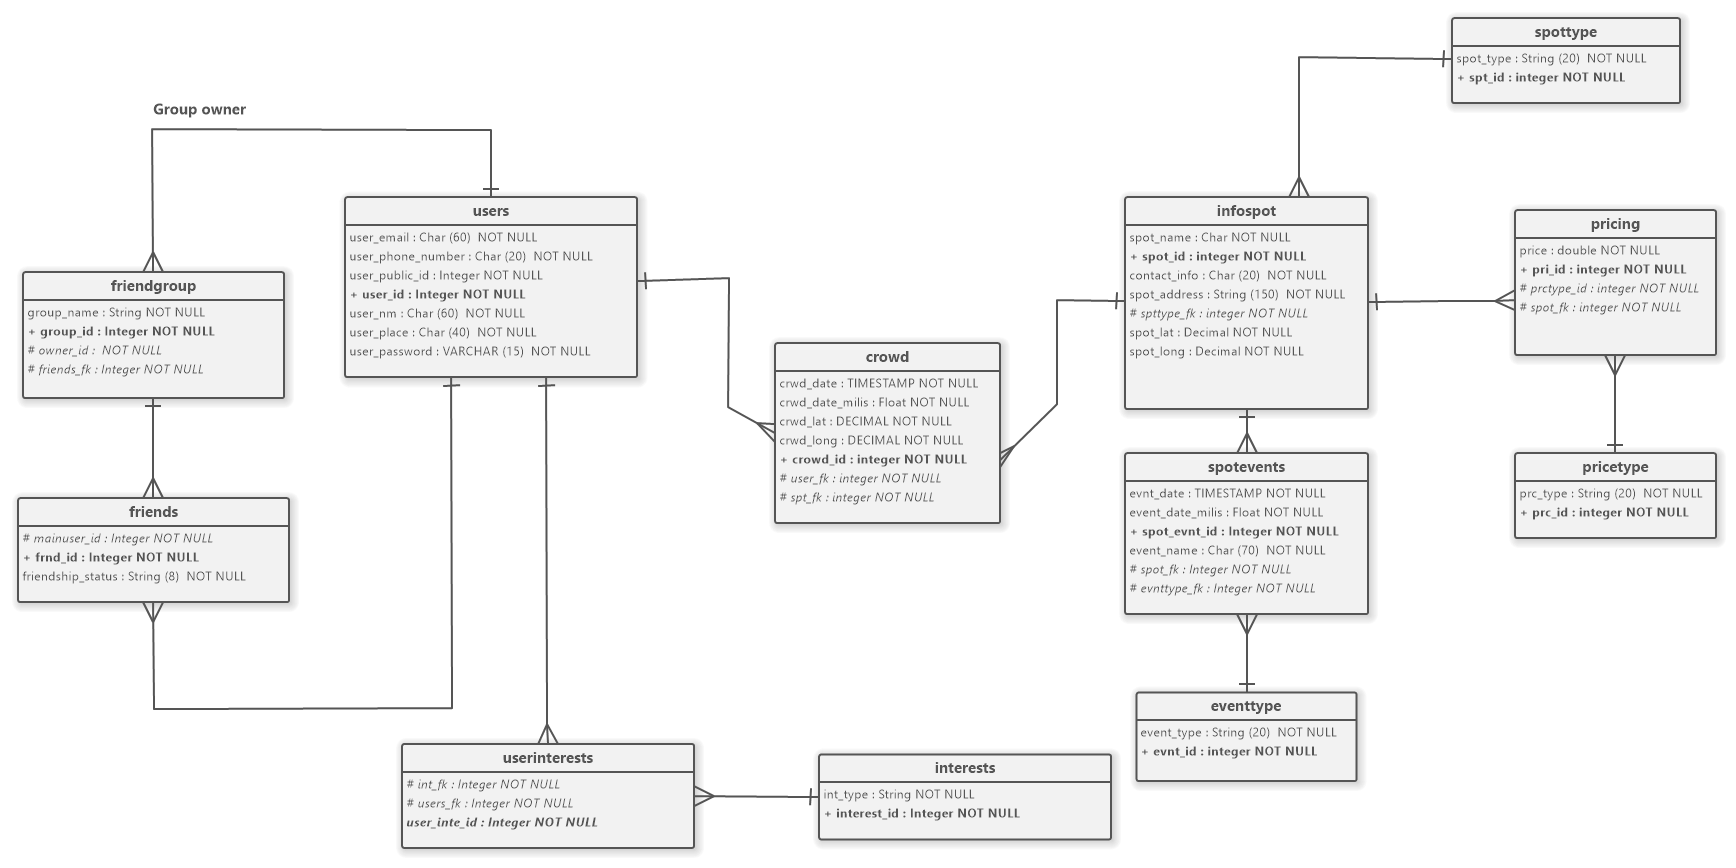 spottype
spot_type : String (20)  NOT NULL
+ spt_id : integer NOT NULL
Group owner
users
user_email : Char (60)  NOT NULL
user_phone_number : Char (20)  NOT NULL
user_public_id : Integer NOT NULL
+ user_id : Integer NOT NULL
user_nm : Char (60)  NOT NULL
user_place : Char (40)  NOT NULL
user_password : VARCHAR (15)  NOT NULL
infospot
spot_name : Char NOT NULL
+ spot_id : integer NOT NULL
contact_info : Char (20)  NOT NULL
spot_address : String (150)  NOT NULL
# spttype_fk : integer NOT NULL
spot_lat : Decimal NOT NULL
spot_long : Decimal NOT NULL
pricing
price : double NOT NULL
+ pri_id : integer NOT NULL
# prctype_id : integer NOT NULL
# spot_fk : integer NOT NULL
friendgroup
group_name : String NOT NULL
+ group_id : Integer NOT NULL
# owner_id :  NOT NULL
# friends_fk : Integer NOT NULL
crowd
crwd_date : TIMESTAMP NOT NULL
crwd_date_milis : Float NOT NULL
crwd_lat : DECIMAL NOT NULL
crwd_long : DECIMAL NOT NULL
+ crowd_id : integer NOT NULL
# user_fk : integer NOT NULL
# spt_fk : integer NOT NULL
spotevents
evnt_date : TIMESTAMP NOT NULL
event_date_milis : Float NOT NULL
+ spot_evnt_id : Integer NOT NULL
event_name : Char (70)  NOT NULL
# spot_fk : Integer NOT NULL
# evnttype_fk : Integer NOT NULL
pricetype
prc_type : String (20)  NOT NULL
+ prc_id : integer NOT NULL
friends
# mainuser_id : Integer NOT NULL
+ frnd_id : Integer NOT NULL
friendship_status : String (8)  NOT NULL
eventtype
event_type : String (20)  NOT NULL
+ evnt_id : integer NOT NULL
userinterests
# int_fk : Integer NOT NULL
# users_fk : Integer NOT NULL
user_inte_id : Integer NOT NULL
interests
int_type : String NOT NULL
+ interest_id : Integer NOT NULL